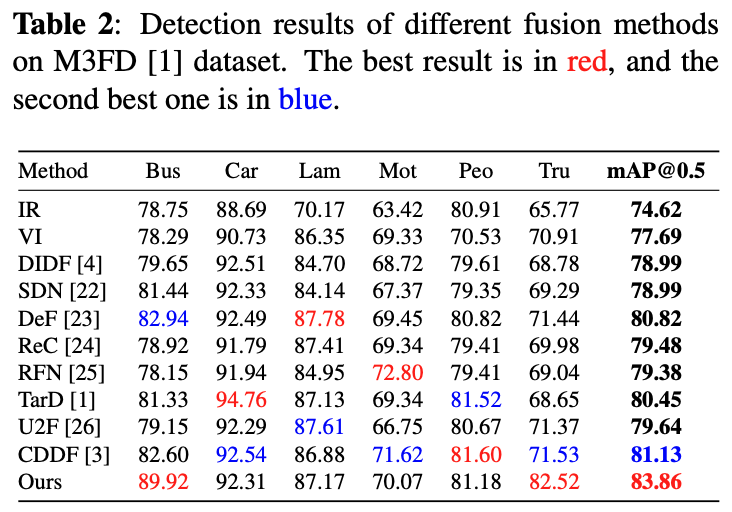 Table 2: Detection results of different fusion methods
on M3FD [1] dataset. The best result is in red, and the
second best one is in blue.
Method Bus Car Lam Mot Peo Tru mAP@0.5
IR 78.75 88.69 70.17 63.42 80.91 65.77 74.62
VI 78.29 90.73 86.35 69.33 70.53 70.91 77.69
DIDF [4] 79.65 92.51 84.70 68.72 79.61 68.78 78.99
SDN [22] 81.44 92.33 84.14 67.37 79.35 69.29 78.99
DeF [23] 82.94 92.49 87.78 69.45 80.82 71.44 80.82
ReC [24] 78.92 91.79 87.41 69.34 79.41 69.98 79.48
RFN [25] 78.15 91.94 84.95 72.80 79.41 69.04 79.38
TarD [1] 81.33 94.76 87.13 69.34 81.52 68.65 80.45
U2F [26] 79.15 92.29 87.61 66.75 80.67 71.37 79.64
CDDF [3] 82.60 92.54 86.88 71.62 81.60 71.53 81.13
Ours 89.92 92.31 87.17 70.07 81.18 82.52 83.86